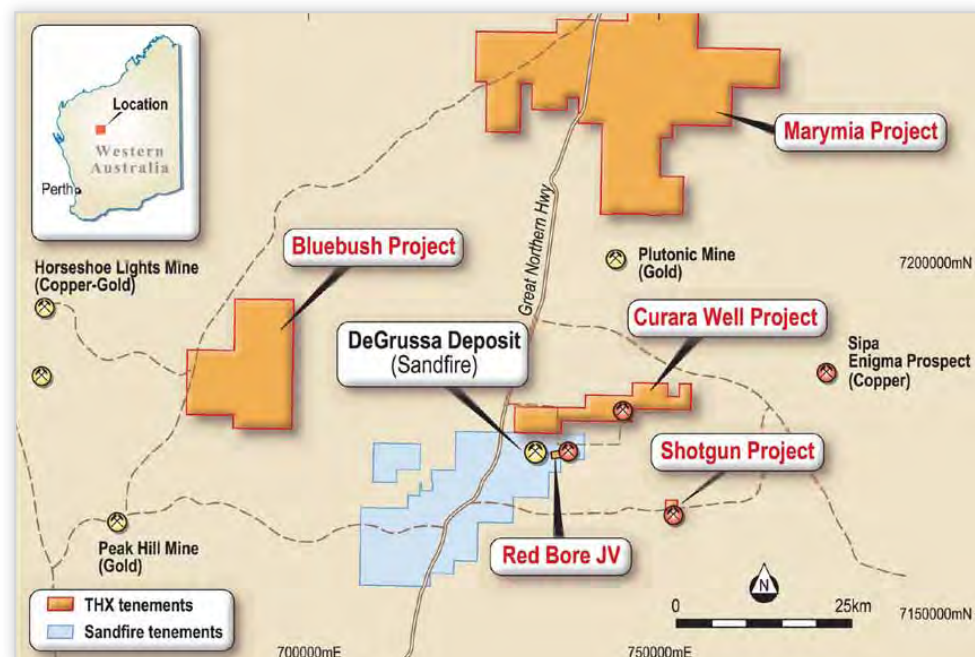 Location
Western
Australia
Perth
Marymia Project
Great Northern Hwy
Bluebush Project
Plutonic Mine
(Gold)
7200000mN
Horseshoe Lights Mine
(Copper-Gold)
Curara Well Project
DeGrussa Deposit
(Sandfire)
Sipa
Enigma Prospect
(Copper)
Shotgun Project
Peak Hill Mine
(Gold)
Red Bore JV
N
THX tenements
Sandfire tenements
0 25km
7150000mN
700000mE
750000mE